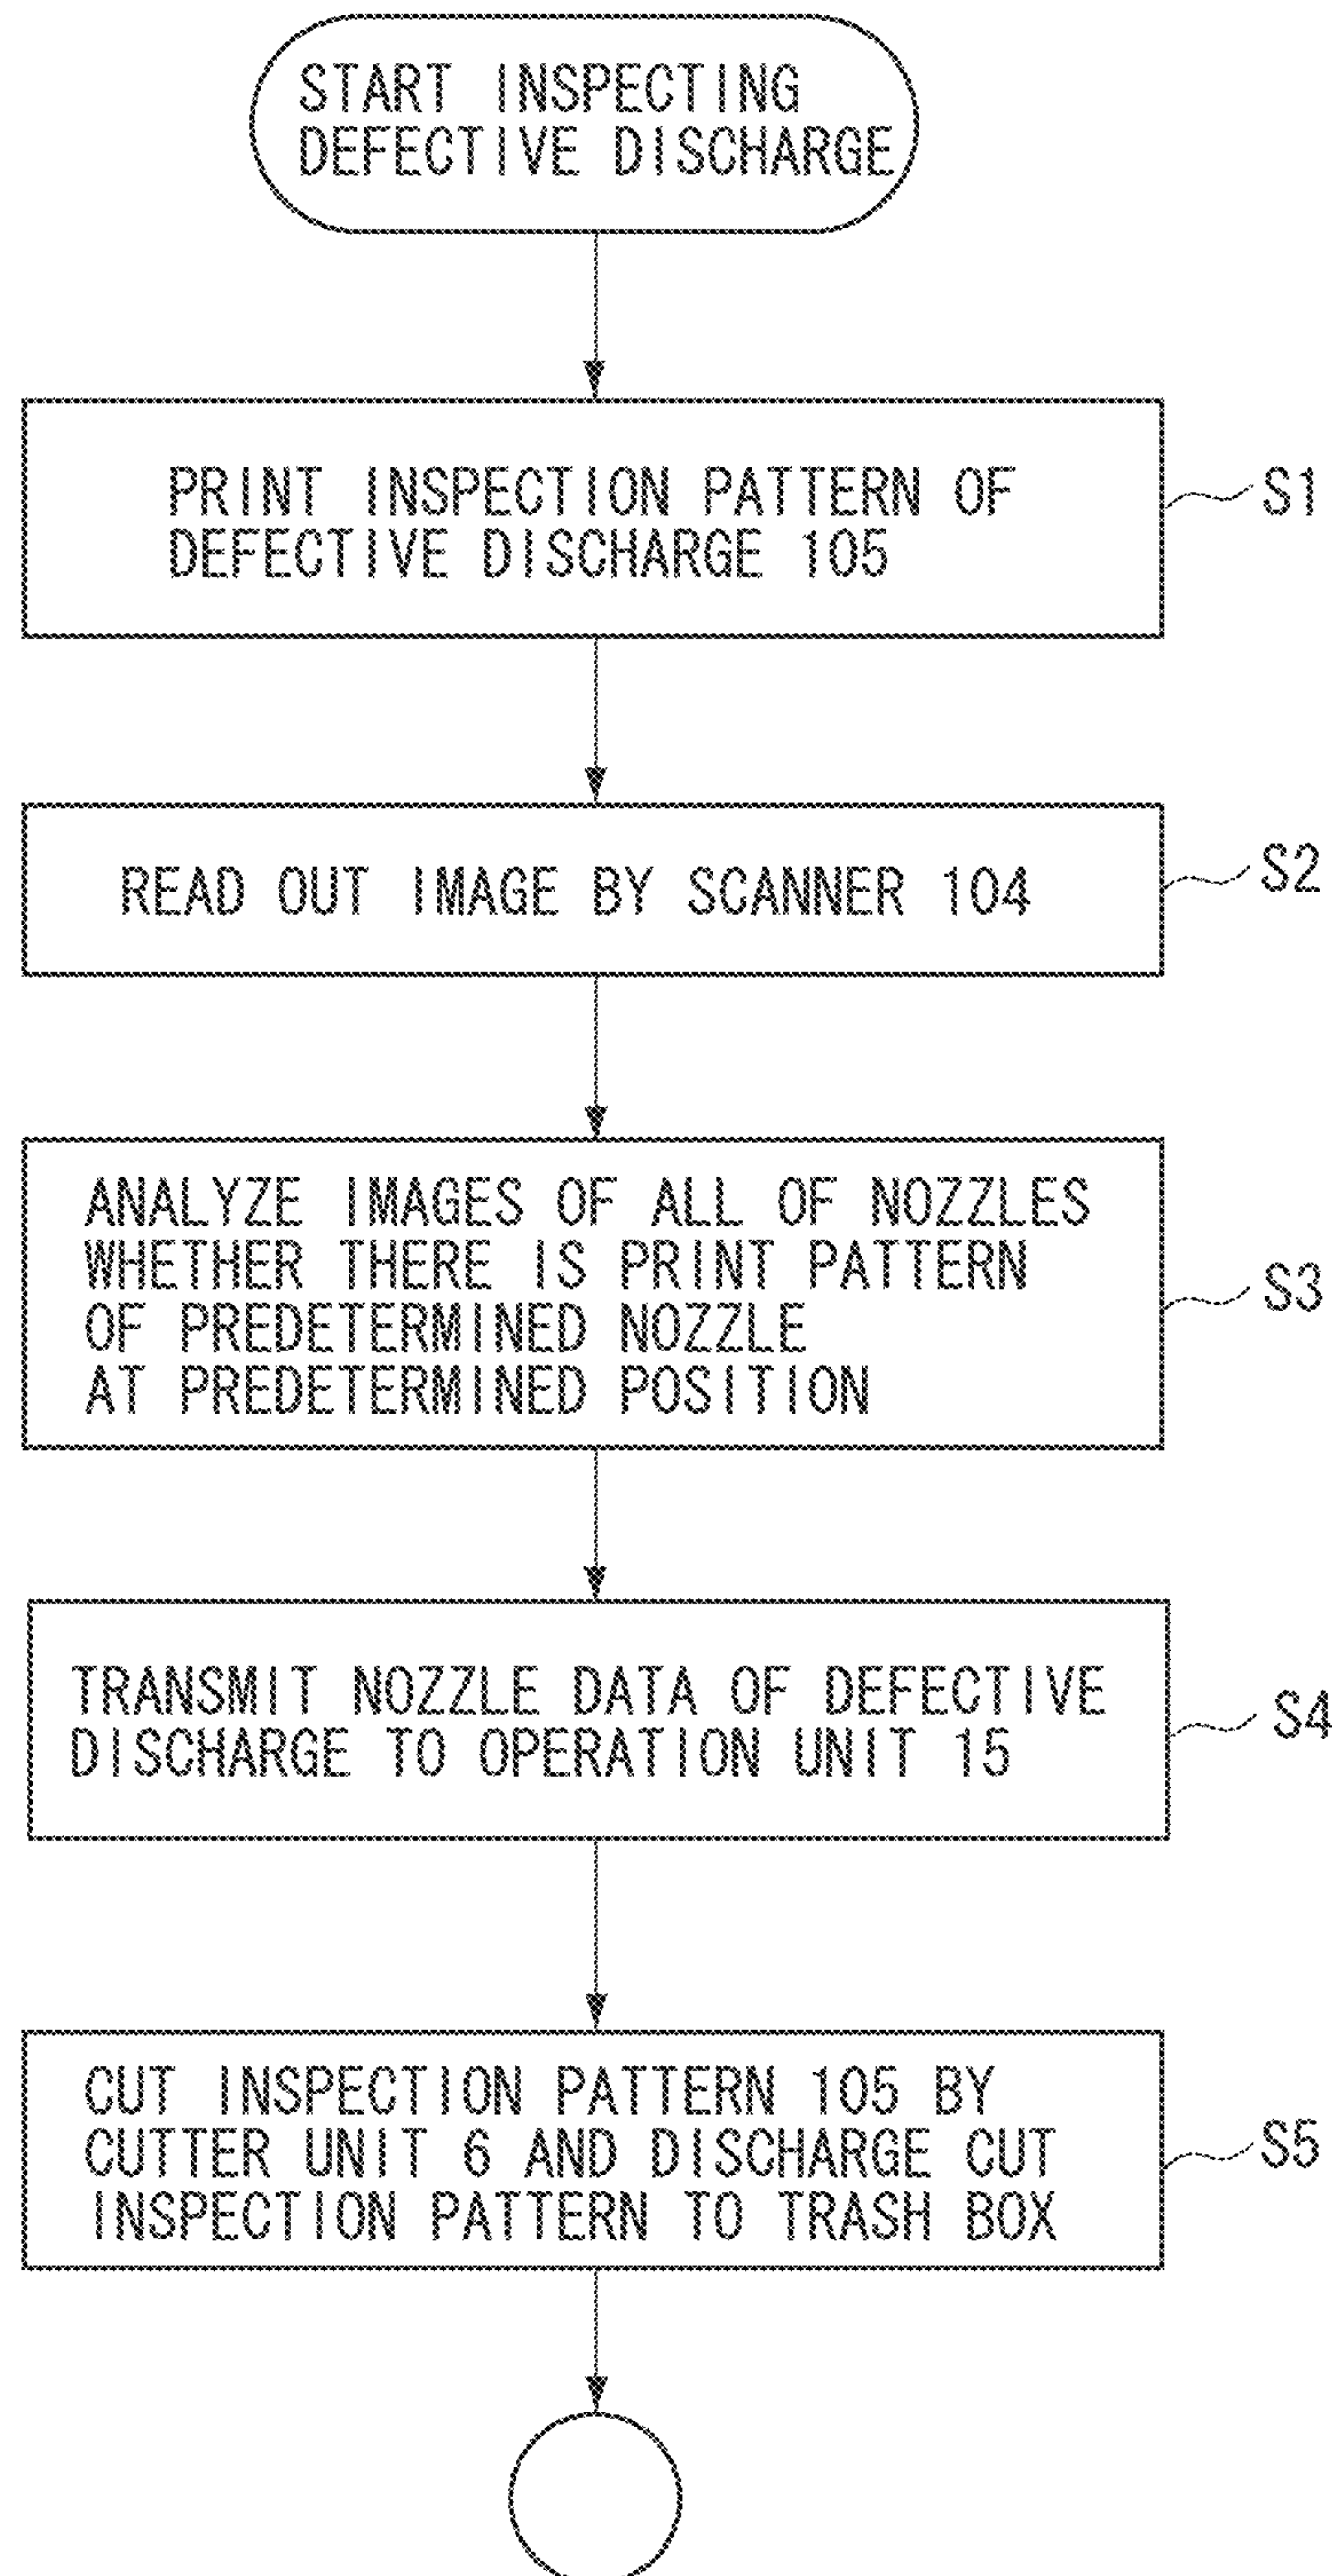 START INSPECTING
DEFECTIVE DISCHARGE
PRINT INSPECTION PATTERN OF
DEFECTIVE DISCHARGE 105
S1
READ OUT IMAGE BY SCANNER 104
S2
ANALYZE IMAGES OF ALL OF NOZZLES
WHETHER THERE IS PRINT PATTERN
OF PREDETERMINED NOZZLE
AT PREDETERMINED POSITION
S3
TRANSMIT NOZZLE DATA OF DEFECTIVE
DISCHARGE TO OPERATION UNIT 15
S4
CUT INSPECTION PATTERN 105 BY
CUTTER UNIT 6 AND DISCHARGE CUT
INSPECTION PATTERN TO TRASH BOX
S5